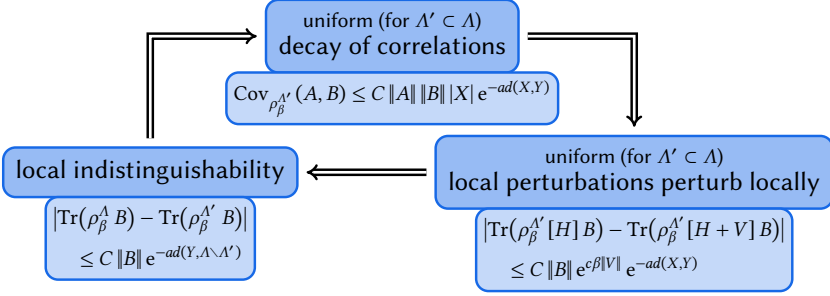 uniform (for Λ′ ⊂ Λ)
decay of correlations
Cov_{ρ_β^{Λ′}}(A, B) ≤ C ‖A‖ ‖B‖ |X| e^{−ad(X,Y)}
local indistinguishability
|Tr(ρ_β^Λ B) − Tr(ρ_β^{Λ′} B)|
≤ C ‖B‖ e^{−ad(Y,Λ∖Λ′)}
uniform (for Λ′ ⊂ Λ)
local perturbations perturb locally
|Tr(ρ_β^{Λ′}[H] B) − Tr(ρ_β^{Λ′}[H + V] B)|
≤ C ‖B‖ e^{cβ‖V‖} e^{−ad(X,Y)}